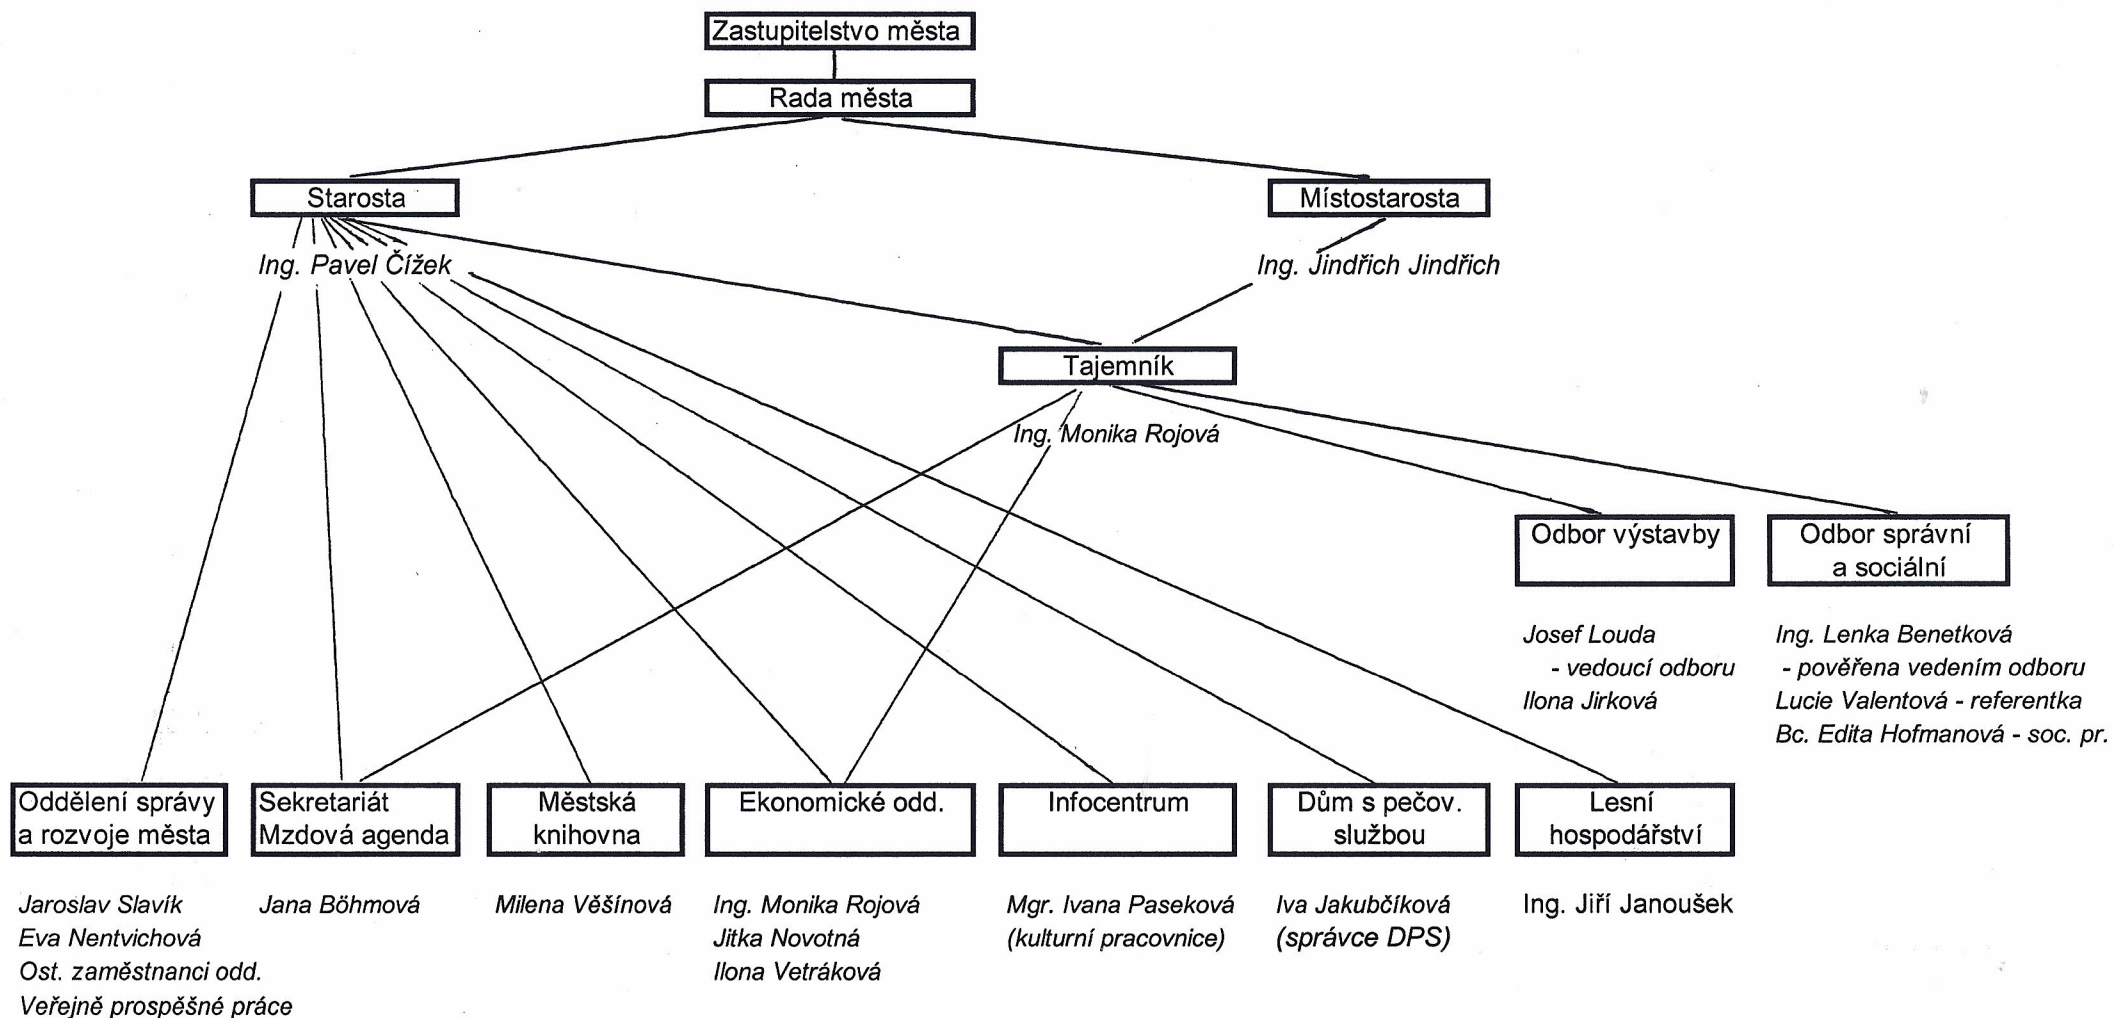 Zastupitelstvo města
Rada města
Starosta
Místostarosta
Ing. Pavel Čížek
Ing. Jindřich Jindřich
Tajemník
Ing. Monika Rojová
Odbor výstavby
Odbor správní
a sociální
Josef Louda
- vedoucí odboru
Ilona Jirková
Ing. Lenka Benetková
- pověřena vedením odboru
Lucie Valentová - referentka
Bc. Edita Hofmanová - soc. pr.
Oddělení správy
a rozvoje města
Sekretariát
Mzdová agenda
Městská
knihovna
Ekonomické odd.
Infocentrum
Dům s pečov.
službou
Lesní
hospodářství
Jaroslav Slavík
Eva Nentvichová
Ost. zaměstnanci odd.
Veřejně prospěšné práce
Jana Böhmová
Milena Věšínová
Ing. Monika Rojová
Jitka Novotná
Ilona Vetráková
Mgr. Ivana Paseková
(kulturní pracovnice)
Iva Jakubčíková
(správce DPS)
Ing. Jiří Janoušek